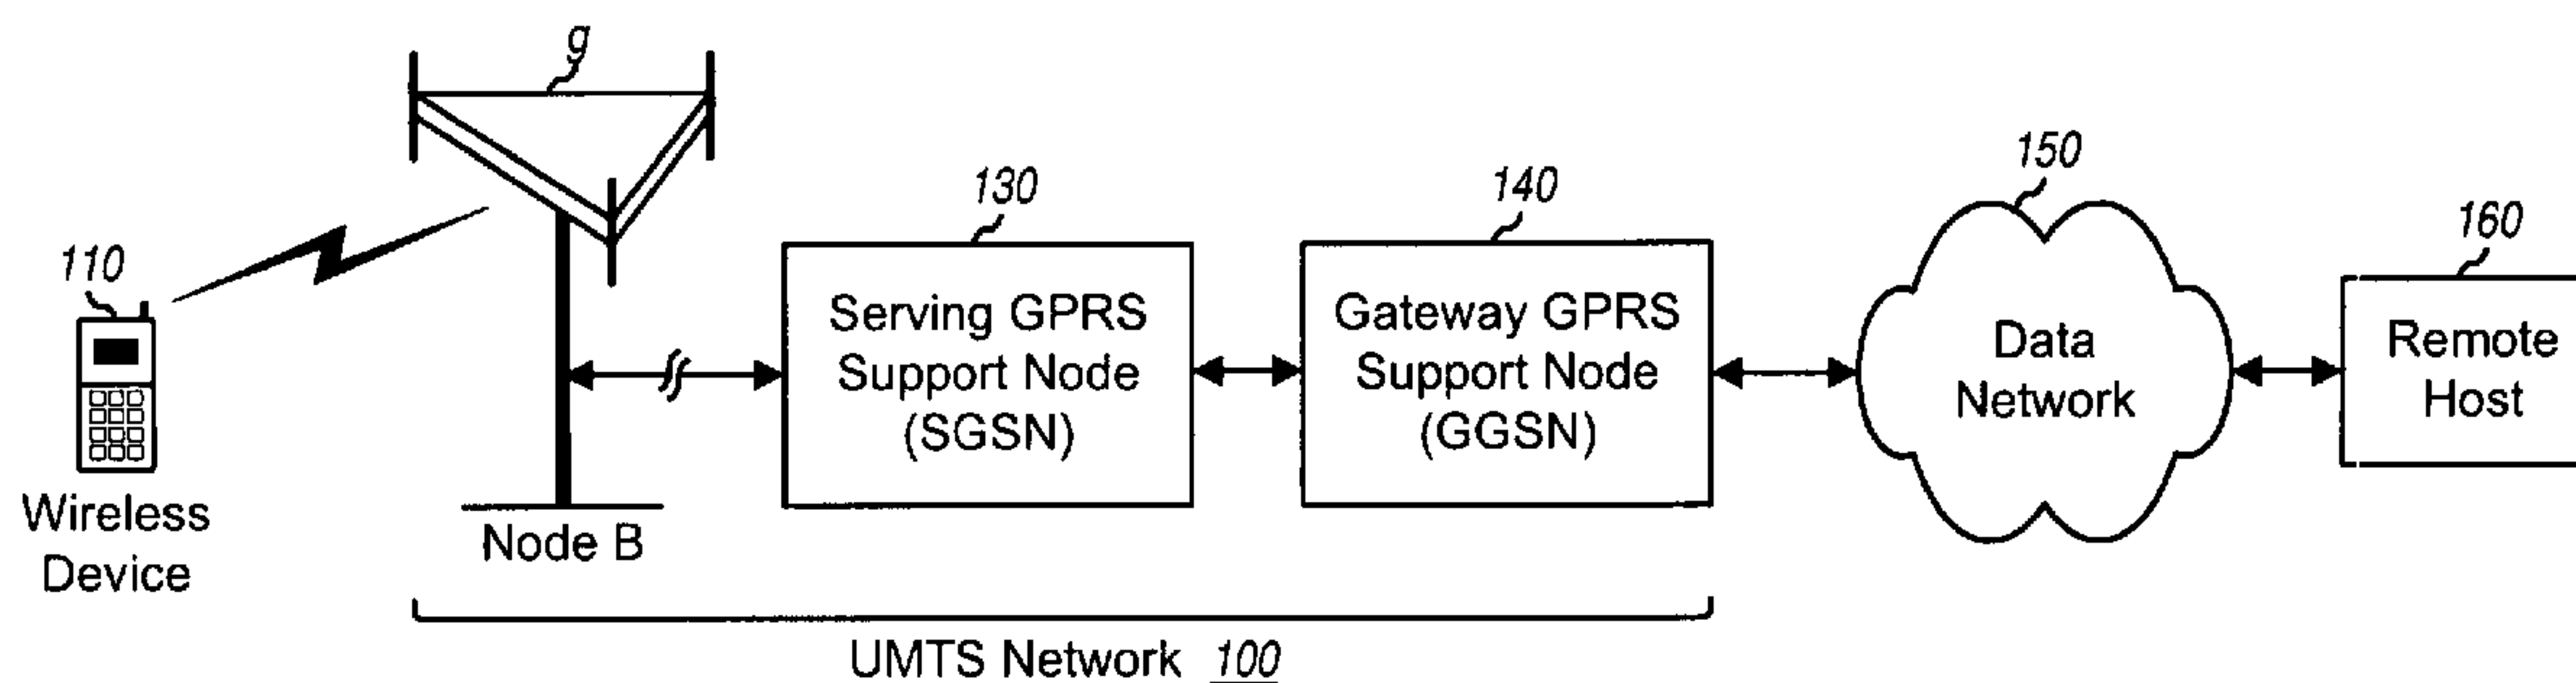 g
110
Wireless
Device
Node B
130
Serving GPRS
Support Node
(SGSN)
140
Gateway GPRS
Support Node
(GGSN)
150
Data
Network
160
Remote
Host
UMTS Network 100